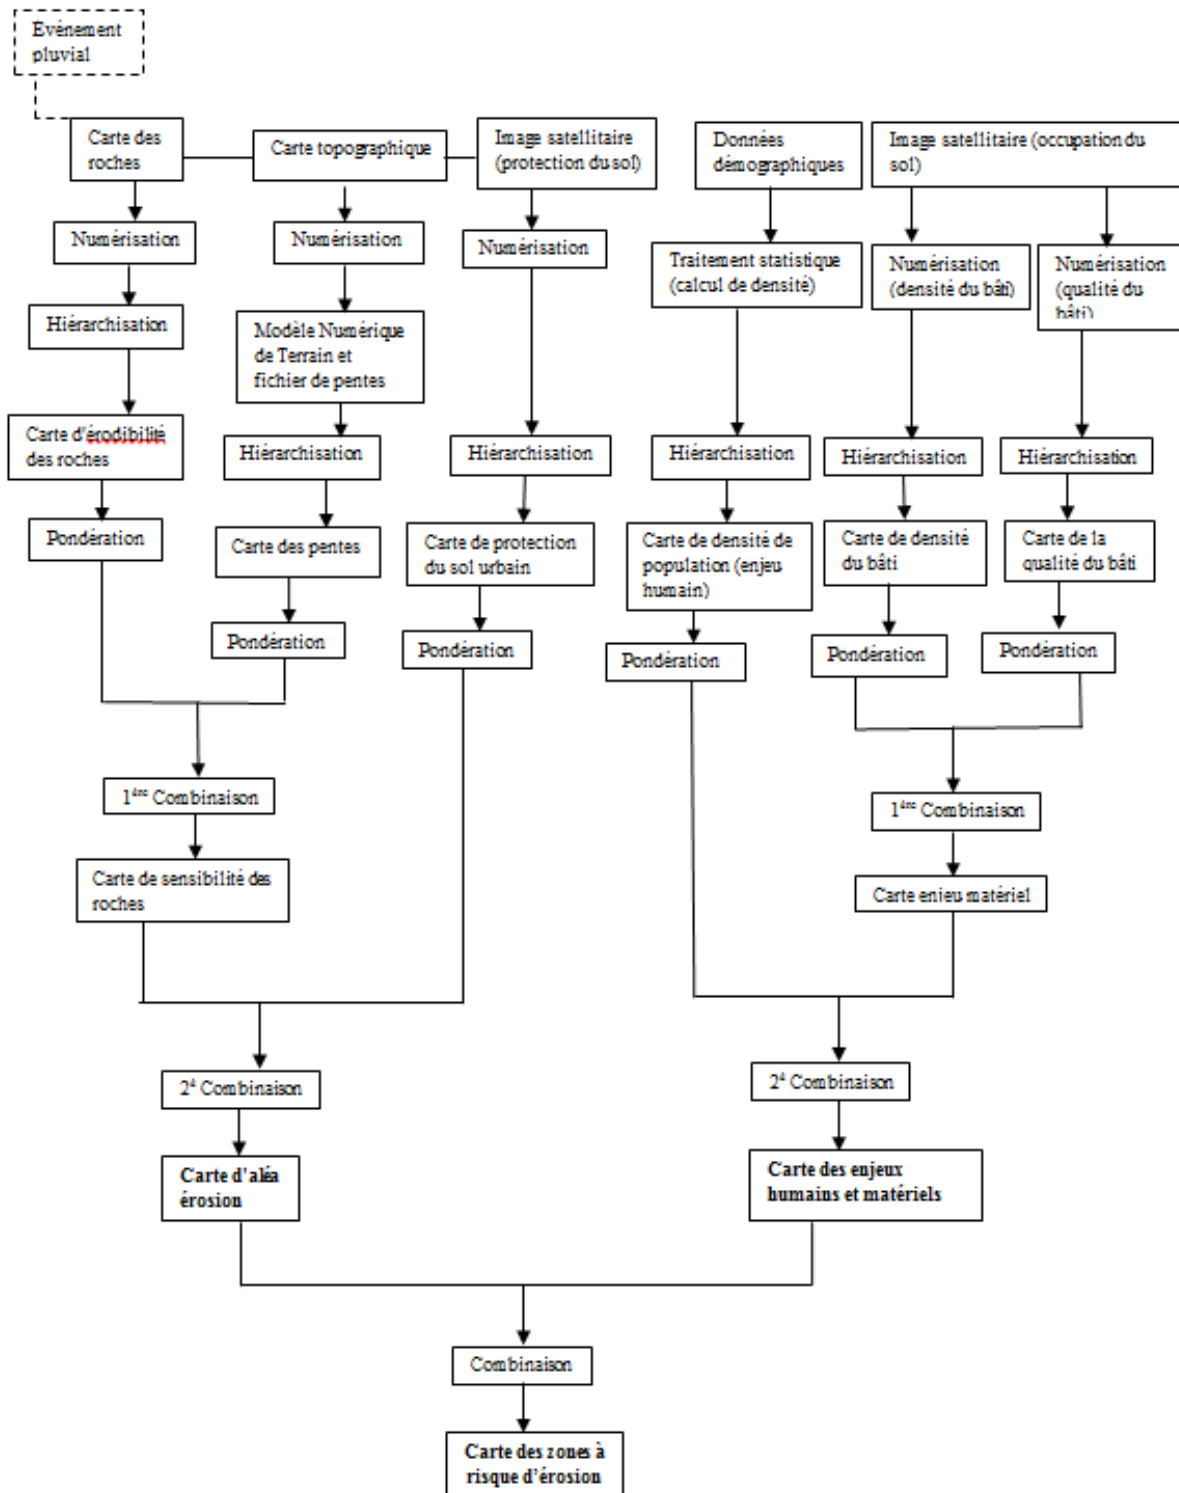 Evénement
pluvial
Carte des
roches
Carte topographique
Image satellitaire
(protection du sol)
Données
démographiques
Image satellitaire (occupation du
sol)
Numérisation
Numérisation
Numérisation
Traitement statistique
(calcul de densité)
Numérisation
(densité du bâti)
Numérisation
(qualité du
bâti)
Hiérarchisation
Modèle Numérique
de Terrain et
fichier de pentes
Carte d'érodibilité
des roches
Hiérarchisation
Hiérarchisation
Hiérarchisation
Hiérarchisation
Hiérarchisation
Pondération
Carte des pentes
Carte de protection
du sol urbain
Carte de densité de
population (enjeu
humain)
Carte de densité
du bâti
Carte de la
qualité du bâti
Pondération
Pondération
Pondération
Pondération
Pondération
1ère Combinaison
1ère Combinaison
Carte de sensibilité des
roches
Carte enjeu matériel
2è Combinaison
2è Combinaison
Carte d'aléa
érosion
Carte des enjeux
humains et matériels
Combinaison
Carte des zones à
risque d'érosion